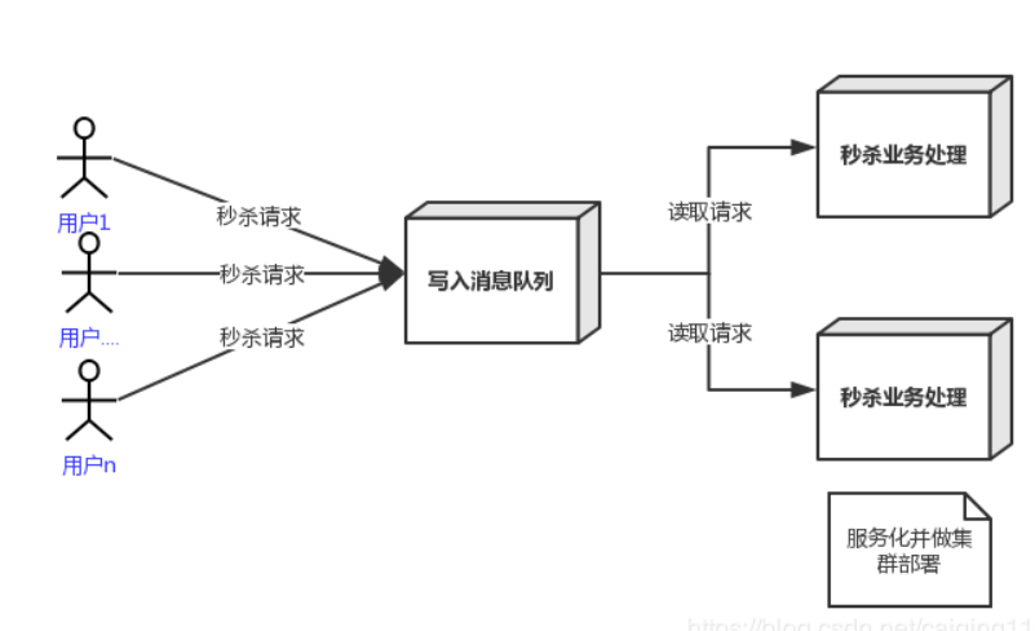 用户1
秒杀请求
用户....
秒杀请求
用户n
秒杀请求
写入消息队列
读取请求
读取请求
秒杀业务处理
秒杀业务处理
服务化并做集
群部署
https://blog.csdn.net/caiqing11